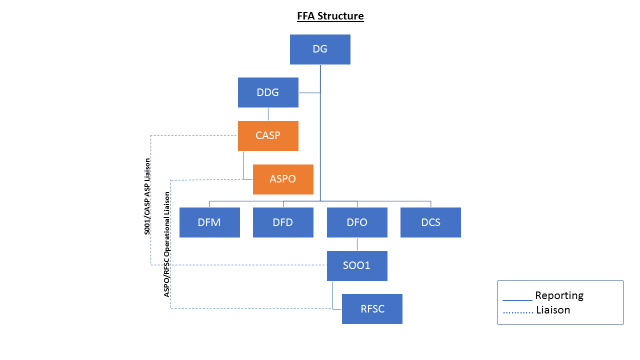 FFA Structure
DG
DDG
CASP
ASPO
DFM
DFD
DFO
DCS
SOO1
RFSC
S001/CASP ASP Liaison
ASPO/RFSC Operational Liaison
Reporting
Liaison